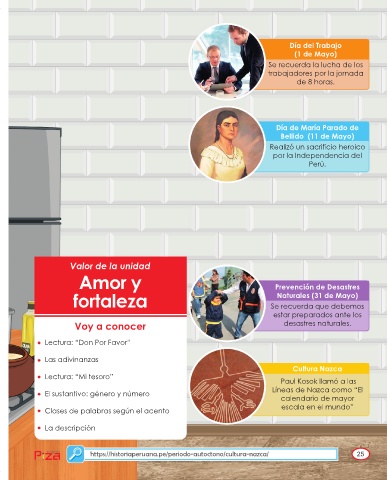 Día del Trabajo
(1 de Mayo)
Se recuerda la lucha de los
trabajadores por la jornada
de 8 horas.
Día de María Parado de
Bellido (11 de Mayo)
Realizó un sacrificio heroico
por la Independencia del
Perú.
Valor de la unidad
Amor y
fortaleza
Voy a conocer
• Lectura: "Don Por Favor"
• Las adivinanzas
• Lectura: "Mi tesoro"
• El sustantivo: género y número
• Clases de palabras según el acento
• La descripción
Prevención de Desastres
Naturales (31 de Mayo)
Se recuerda que debemos
estar preparados ante los
desastres naturales.
Cultura Nazca
Paul Kosok llamó a las
Líneas de Nazca como "El
calendario de mayor
escala en el mundo"
https://historiaperuana.pe/periodo-autoctono/cultura-nazca/
25